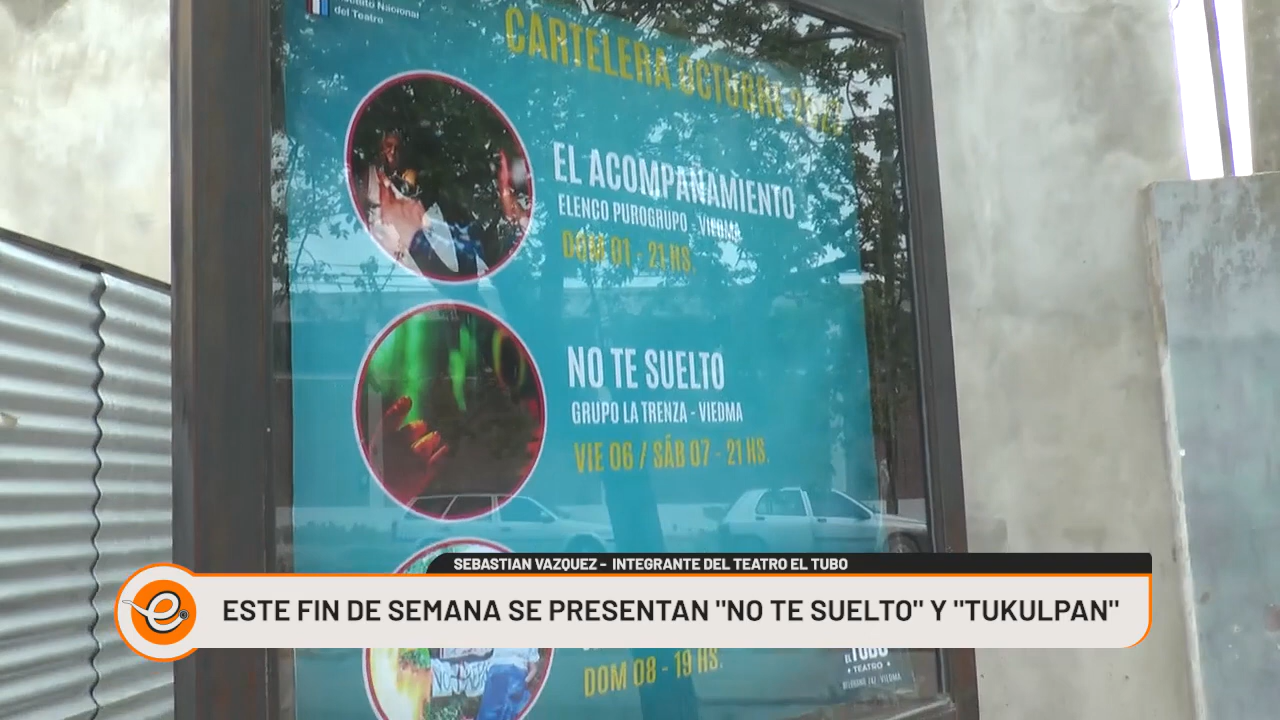 Nacional
del Teatro
CARTELERA OCTUBRE 2023
EL ACOMPAÑAMIENTO
ELENCO PUROGRUPO - VIEDMA
DOM 01 - 21 HS.
NO TE SUELTO
GRUPO LA TRENZA - VIEDMA
VIE 06 / SÁB 07 - 21 HS.
SEBASTIAN VAZQUEZ - INTEGRANTE DEL TEATRO EL TUBO
ESTE FIN DE SEMANA SE PRESENTAN "NO TE SUELTO" Y "TUKULPAN"
DOM 08 - 19 HS.
EL TUBO
• TEATRO •
VIEDMA